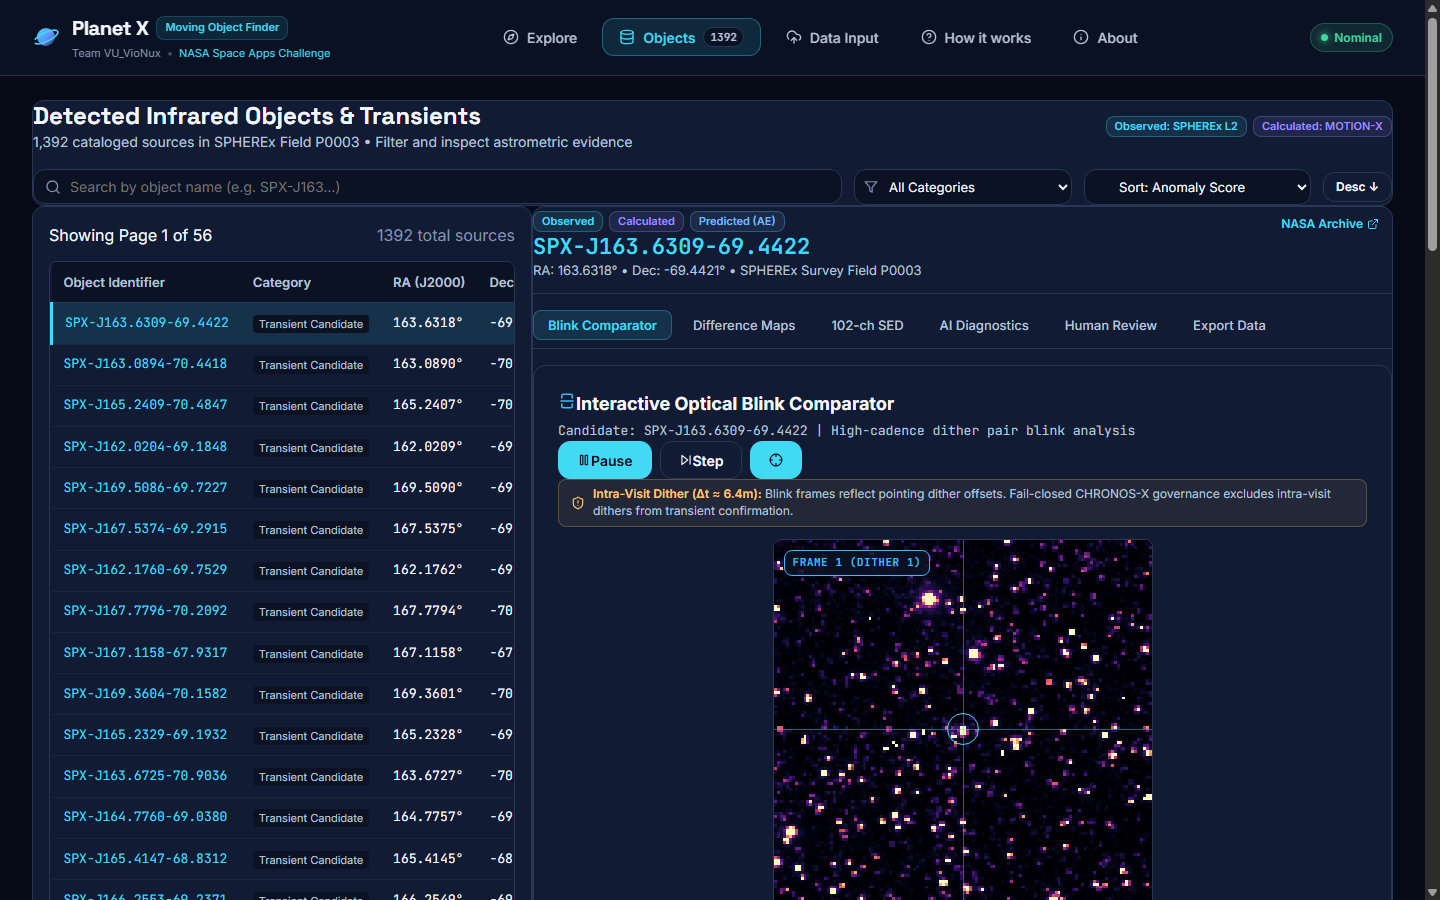 Planet X
Moving Object Finder
Team VU_VioNux • NASA Space Apps Challenge
Explore
Objects 1392
Data Input
How it works
About
Nominal
Detected Infrared Objects & Transients
1,392 cataloged sources in SPHEREx Field P0003 • Filter and inspect astrometric evidence
Observed: SPHEREx L2
Calculated: MOTION-X
Search by object name (e.g. SPX-J163...)
All Categories
Sort: Anomaly Score
Desc ↓
Showing Page 1 of 56
1392 total sources
Object Identifier Category RA (J2000) Dec
SPX-J163.6309-69.4422 Transient Candidate 163.6318° -69
SPX-J163.0894-70.4418 Transient Candidate 163.0890° -70
SPX-J165.2409-70.4847 Transient Candidate 165.2407° -70
SPX-J162.0204-69.1848 Transient Candidate 162.0209° -69
SPX-J169.5086-69.7227 Transient Candidate 169.5090° -69
SPX-J167.5374-69.2915 Transient Candidate 167.5375° -69
SPX-J162.1760-69.7529 Transient Candidate 162.1762° -69
SPX-J167.7796-70.2092 Transient Candidate 167.7794° -70
SPX-J167.1158-67.9317 Transient Candidate 167.1158° -67
SPX-J169.3604-70.1582 Transient Candidate 169.3601° -70
SPX-J165.2329-69.1932 Transient Candidate 165.2328° -69
SPX-J163.6725-70.9036 Transient Candidate 163.6727° -70
SPX-J164.7760-69.0380 Transient Candidate 164.7757° -69
SPX-J165.4147-68.8312 Transient Candidate 165.4145° -68
SPX-J166.2553-69.2371 Transient Candidate 166.2549° -69
Observed
Calculated
Predicted (AE)
NASA Archive
SPX-J163.6309-69.4422
RA: 163.6318° • Dec: -69.4421° • SPHEREx Survey Field P0003
Blink Comparator
Difference Maps
102-ch SED
AI Diagnostics
Human Review
Export Data
Interactive Optical Blink Comparator
Candidate: SPX-J163.6309-69.4422 | High-cadence dither pair blink analysis
Pause
Step
Intra-Visit Dither (Δt ≈ 6.4m): Blink frames reflect pointing dither offsets. Fail-closed CHRONOS-X governance excludes intra-visit
dithers from transient confirmation.
FRAME 1 (DITHER 1)